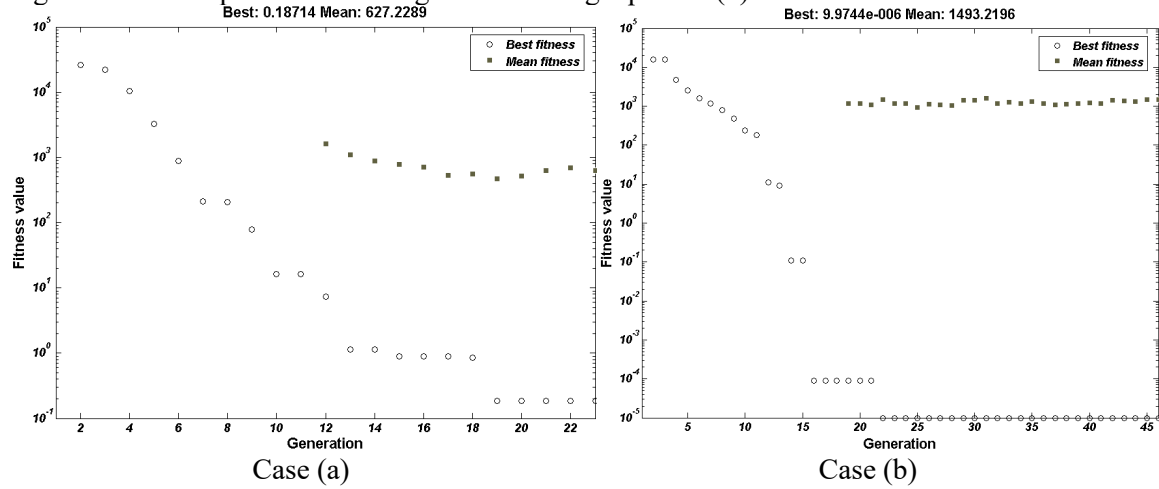 Best: 0.18714 Mean: 627.2289
10^5
10^4
10^3
10^2
10^1
10^0
10^-1
Fitness value
Best fitness
Mean fitness
2 4 6 8 10 12 14 16 18 20 22
Generation
Case (a)
Best: 9.9744e-006 Mean: 1493.2196
10^5
10^4
10^3
10^2
10^1
10^0
10^-1
10^-2
10^-3
10^-4
10^-5
Fitness value
Best fitness
Mean fitness
5 10 15 20 25 30 35 40 45
Generation
Case (b)